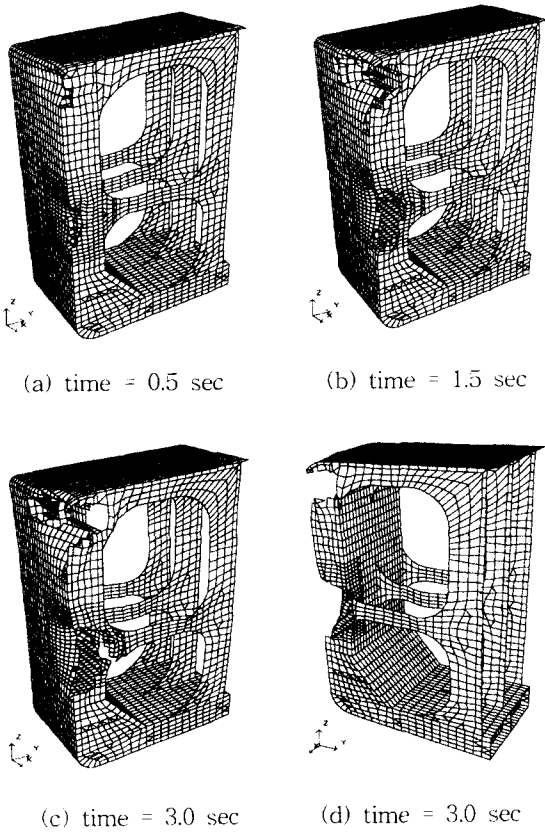 Z
Y
X
(a) time = 0.5 sec
Z
Y
X
(b) time = 1.5 sec
Z
Y
X
(c) time = 3.0 sec
Z
Y
X
(d) time = 3.0 sec